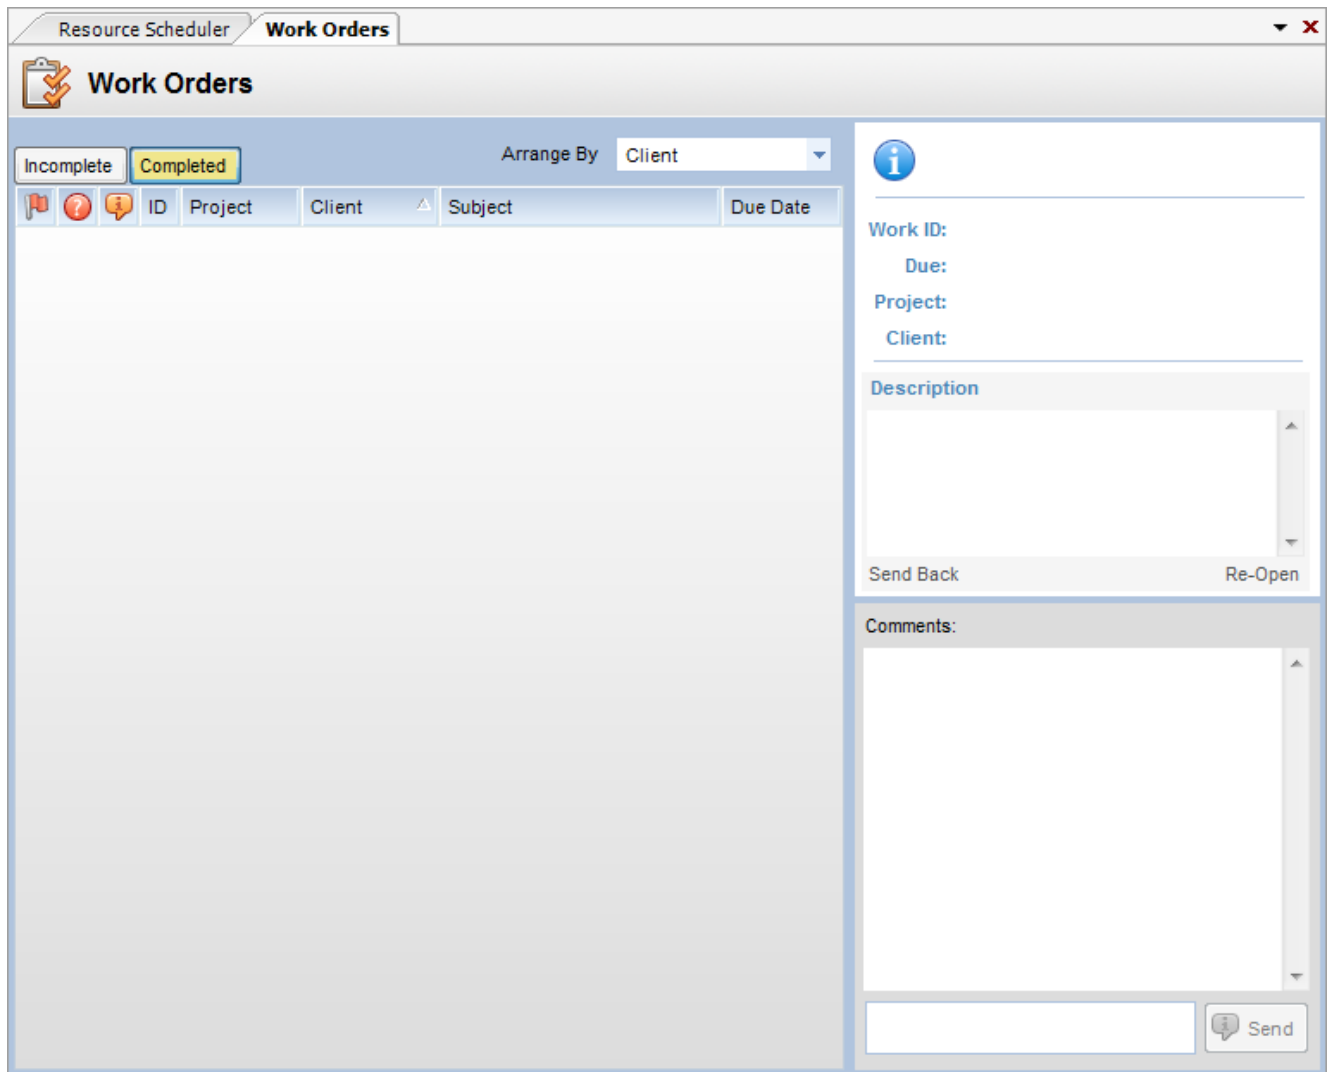 Resource Scheduler Work Orders
Work Orders
Arrange By Client
Incomplete Completed
ID Project Client Subject Due Date
Work ID:
Due:
Project:
Client:
Description
Send Back Re-Open
Comments:
Send